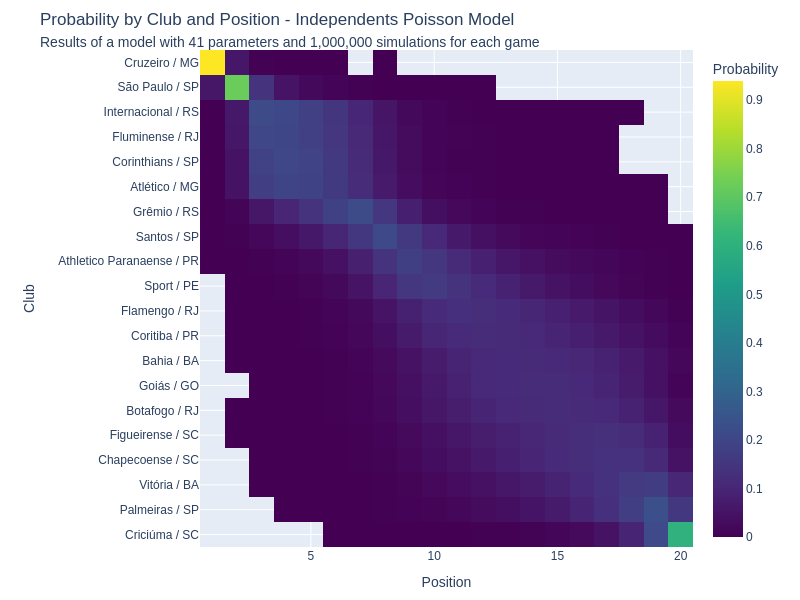 Probability by Club and Position - Independents Poisson Model
Results of a model with 41 parameters and 1,000,000 simulations for each game
Probability
Club
Cruzeiro / MG
São Paulo / SP
Internacional / RS
Fluminense / RJ
Corinthians / SP
Atlético / MG
Grêmio / RS
Santos / SP
Athletico Paranaense / PR
Sport / PE
Flamengo / RJ
Coritiba / PR
Bahia / BA
Goiás / GO
Botafogo / RJ
Figueirense / SC
Chapecoense / SC
Vitória / BA
Palmeiras / SP
Criciúma / SC
0.9
0.8
0.7
0.6
0.5
0.4
0.3
0.2
0.1
0
5 10 15 20
Position